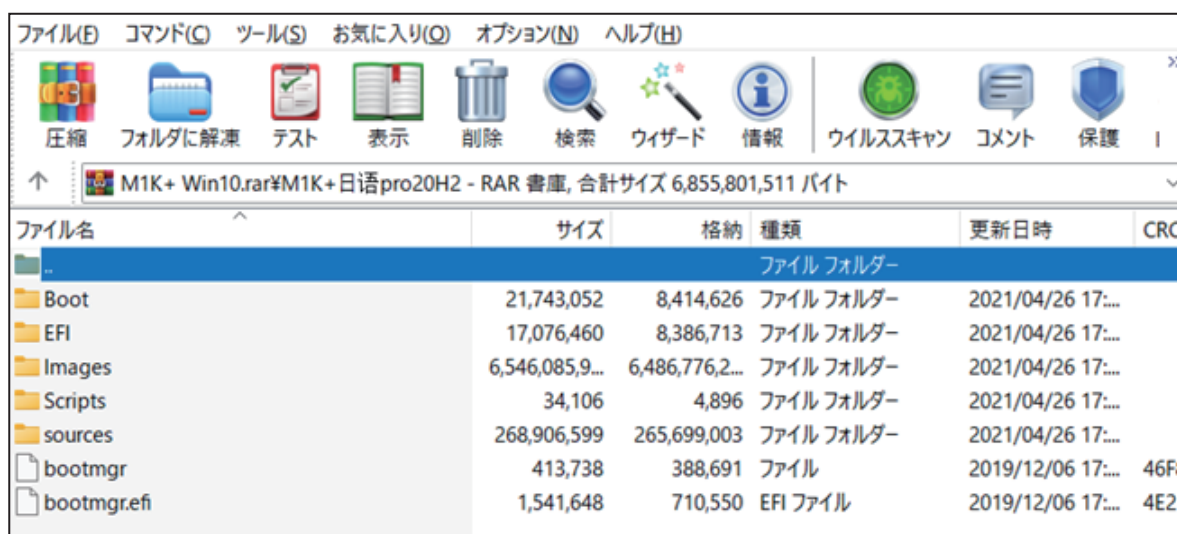 ファイル(F) コマンド(C) ツール(S) お気に入り(O) オプション(N) ヘルプ(H)
圧縮 フォルダに解凍 テスト 表示 削除 検索 ウィザード 情報 ウイルススキャン コメント 保護
M1K+ Win10.rar¥M1K+日语pro20H2 - RAR 書庫, 合計サイズ 6,855,801,511 バイト
ファイル名 サイズ 格納 種類 更新日時 CRC
.. ファイル フォルダー
Boot 21,743,052 8,414,626 ファイル フォルダー 2021/04/26 17:...
EFI 17,076,460 8,386,713 ファイル フォルダー 2021/04/26 17:...
Images 6,546,085,9... 6,486,776,2... ファイル フォルダー 2021/04/26 17:...
Scripts 34,106 4,896 ファイル フォルダー 2021/04/26 17:...
sources 268,906,599 265,699,003 ファイル フォルダー 2021/04/26 17:...
bootmgr 413,738 388,691 ファイル 2019/12/06 17:... 46F
bootmgr.efi 1,541,648 710,550 EFI ファイル 2019/12/06 17:... 4E2